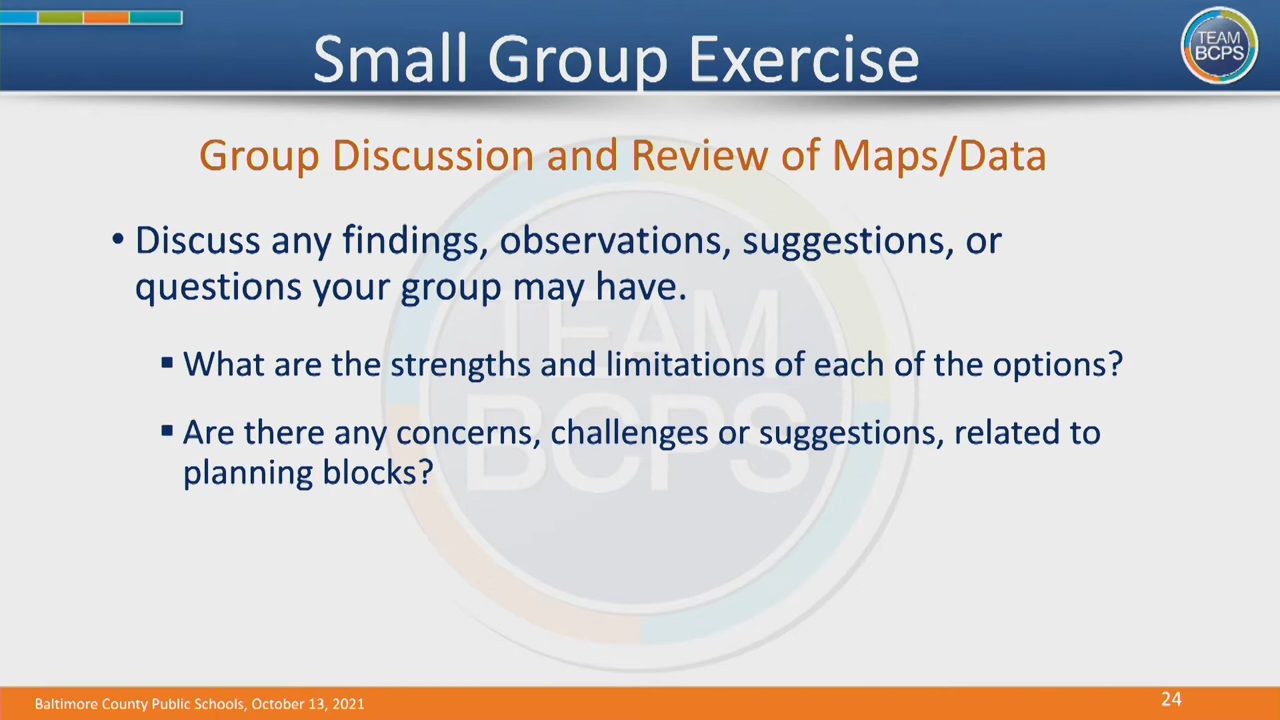 Small Group Exercise
TEAM
BCPS
Group Discussion and Review of Maps/Data
• Discuss any findings, observations, suggestions, or
questions your group may have.
▪ What are the strengths and limitations of each of the options?
▪ Are there any concerns, challenges or suggestions, related to
planning blocks?
TEAM
BCPS
Baltimore County Public Schools, October 13, 2021
24